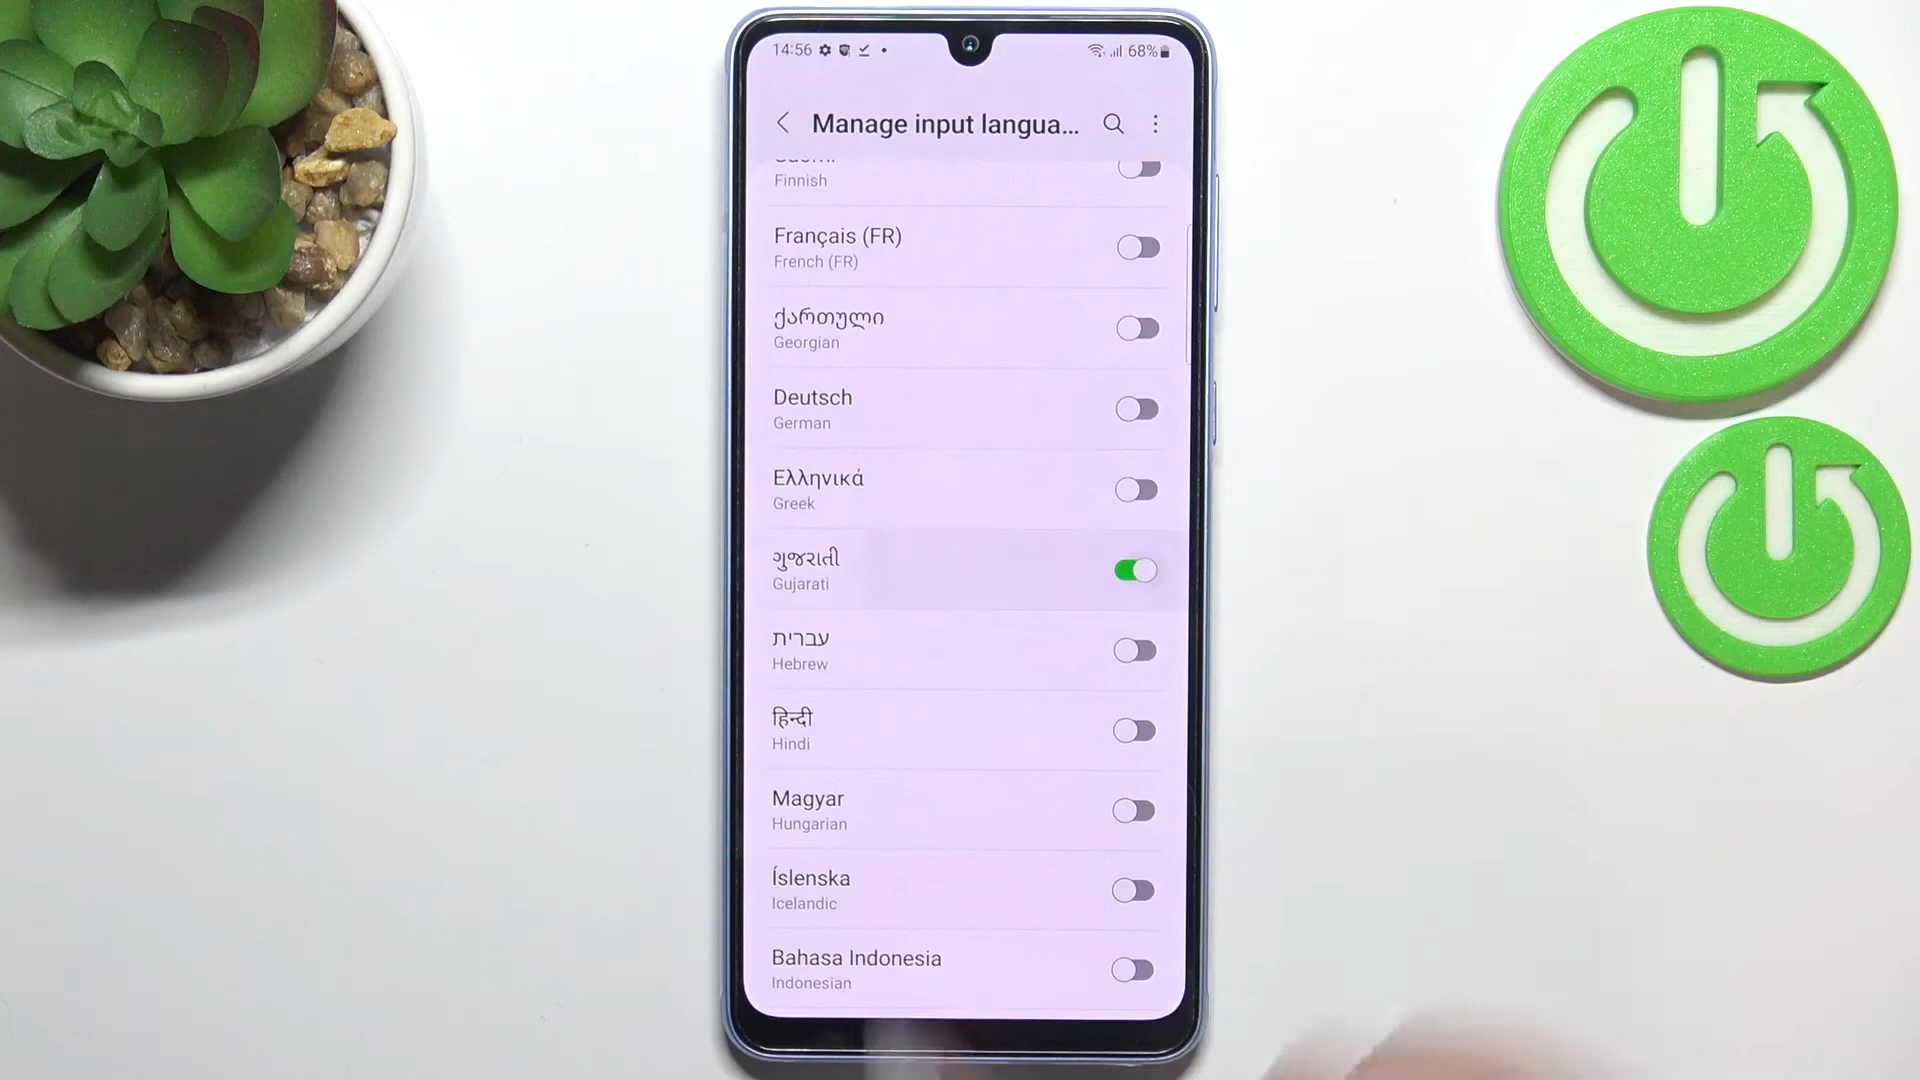 14:56
68%
Manage input langua...
Suomi
Finnish
Français (FR)
French (FR)
ქართული
Georgian
Deutsch
German
Ελληνικά
Greek
ગુજરાતી
Gujarati
עברית
Hebrew
हिन्दी
Hindi
Magyar
Hungarian
Íslenska
Icelandic
Bahasa Indonesia
Indonesian